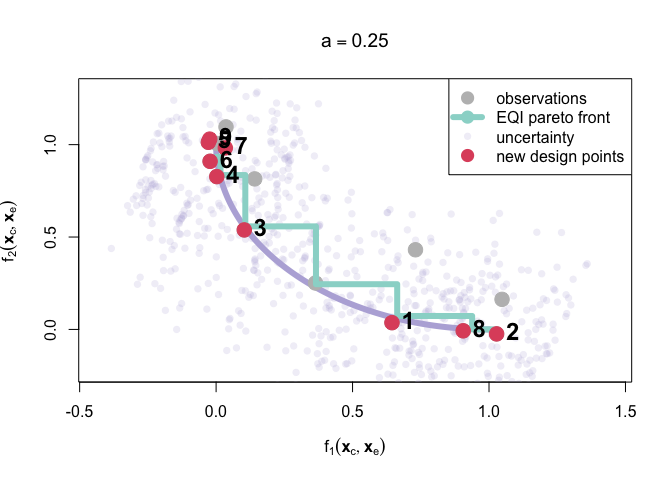 a = 0.25
observations
EQI pareto front
uncertainty
new design points
f2(xc, xe)
1.0
0.5
0.0
9
7
6
4
3
1
8
2
-0.5
0.0
0.5
1.0
1.5
f1(xc, xe)